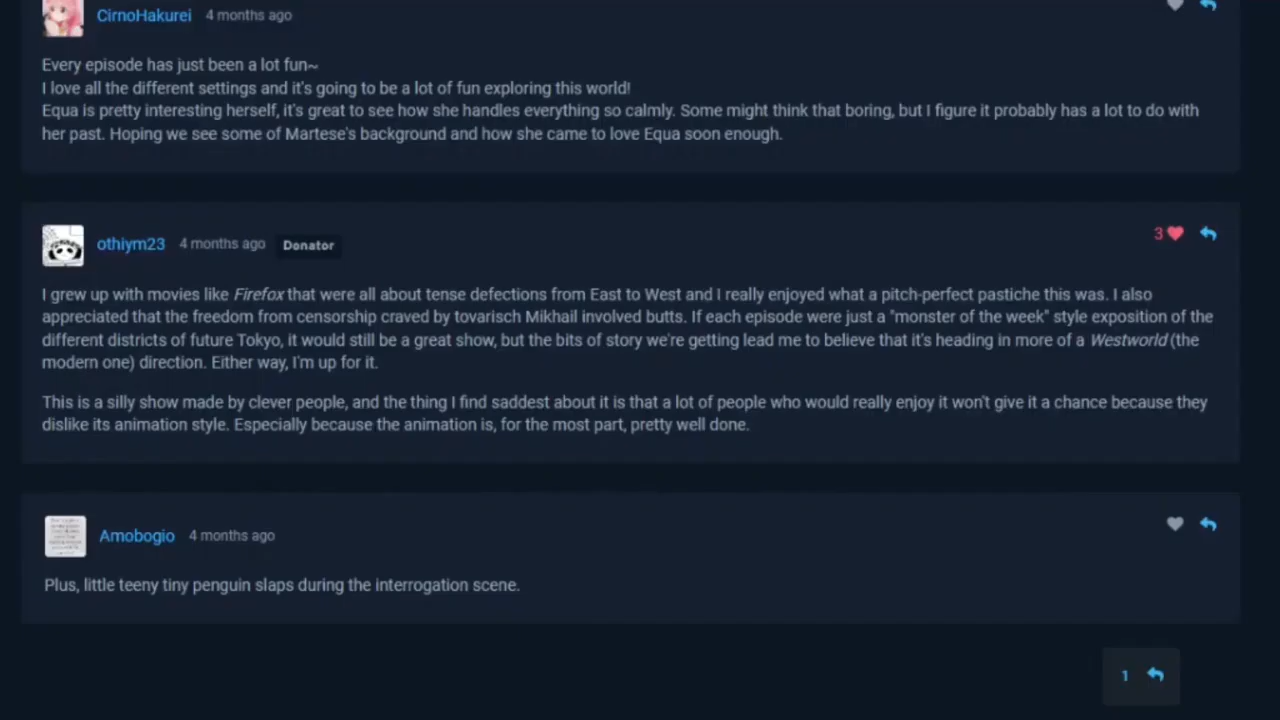 CirnoHakurei 4 months ago
Every episode has just been a lot fun~
I love all the different settings and it's going to be a lot of fun exploring this world!
Equa is pretty interesting herself, it's great to see how she handles everything so calmly. Some might think that boring, but I figure it probably has a lot to do with
her past. Hoping we see some of Martese's background and how she came to love Equa soon enough.
othiym23 4 months ago Donator
3
I grew up with movies like Firefox that were all about tense defections from East to West and I really enjoyed what a pitch-perfect pastiche this was. I also
appreciated that the freedom from censorship craved by tovarisch Mikhail involved butts. If each episode were just a "monster of the week" style exposition of the
different districts of future Tokyo, it would still be a great show, but the bits of story we're getting lead me to believe that it's heading in more of a Westworld (the
modern one) direction. Either way, I'm up for it.
This is a silly show made by clever people, and the thing I find saddest about it is that a lot of people who would really enjoy it won't give it a chance because they
dislike its animation style. Especially because the animation is, for the most part, pretty well done.
Amobogio 4 months ago
Plus, little teeny tiny penguin slaps during the interrogation scene.
1